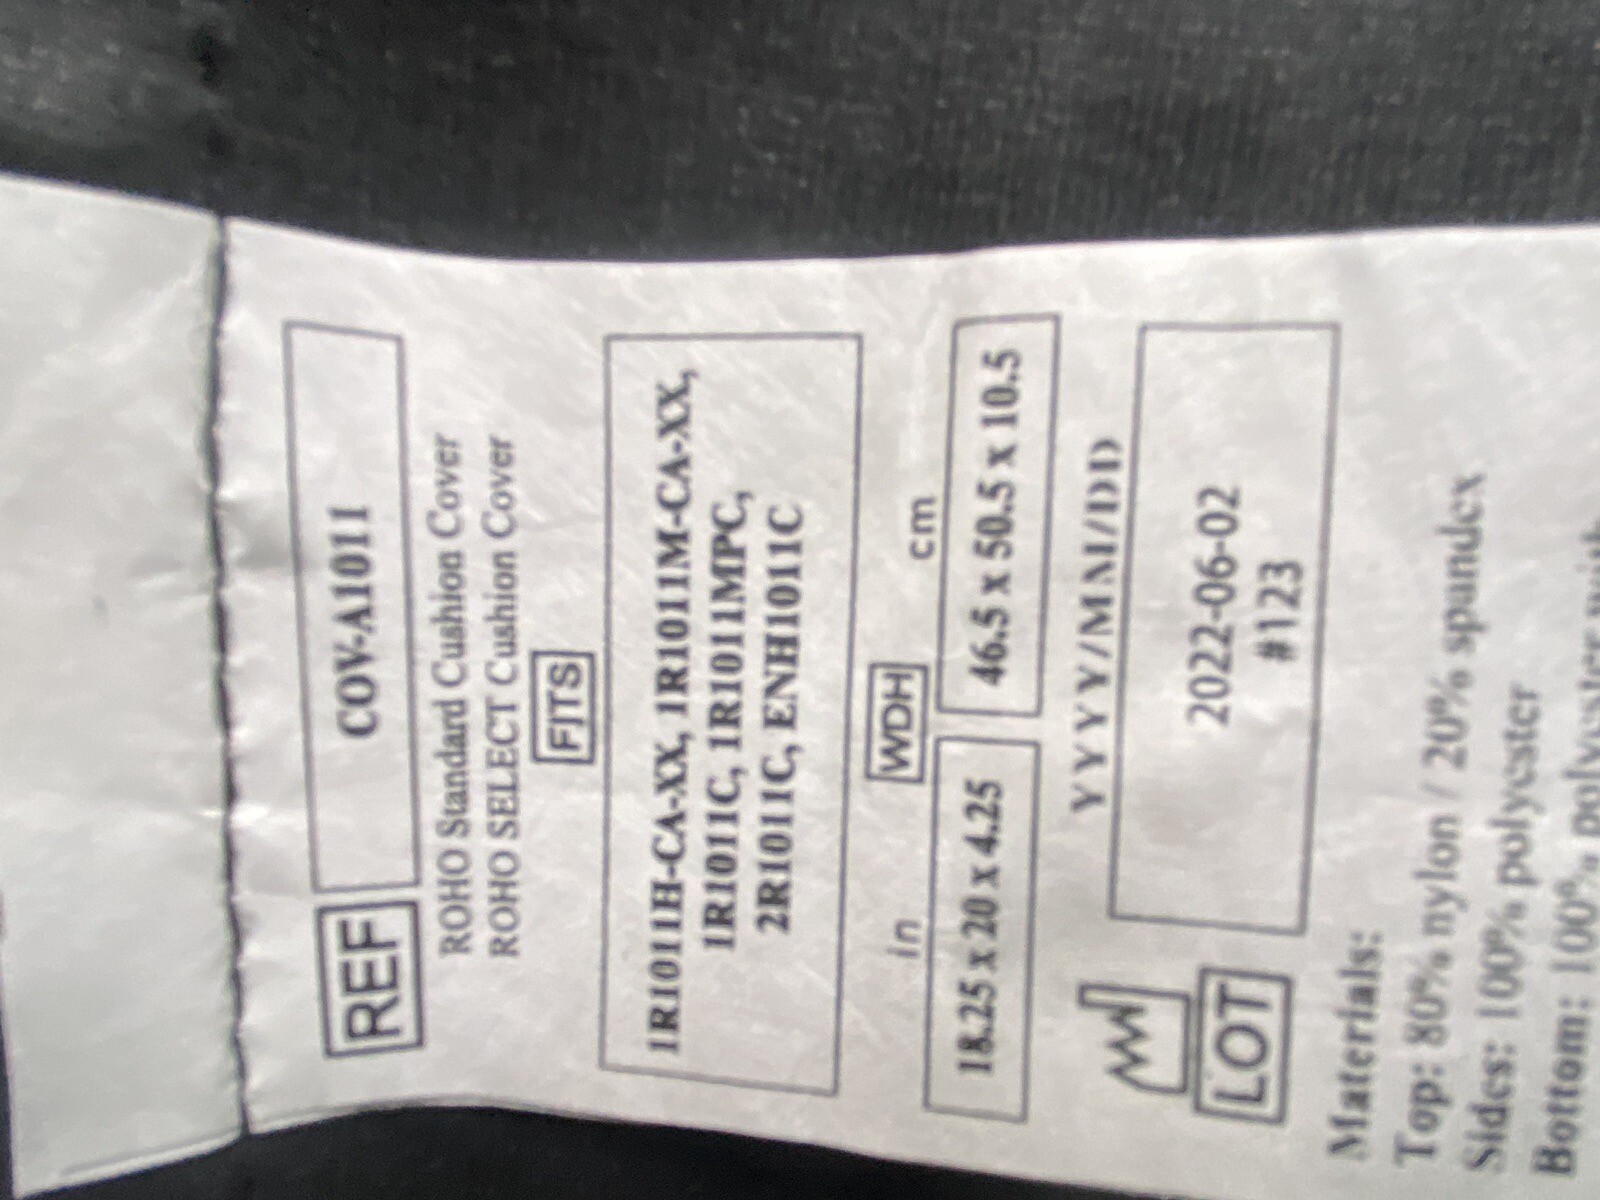 REF COV-A1011
ROHO Standard Cushion Cover
ROHO SELECT Cushion Cover
FITS
1R1011H-CA-XX, 1R1011M-CA-XX,
1R1011C, 1R1011MPC,
2R1011C, ENH1011C
WDH
in cm
18.25 x 20 x 4.25 46.5 x 50.5 x 10.5
YYYY/MM/DD
LOT 2022-06-02
#123
Materials:
Top: 80% nylon / 20% spandex
Sides: 100% polyester
Bottom: 100% polyester with